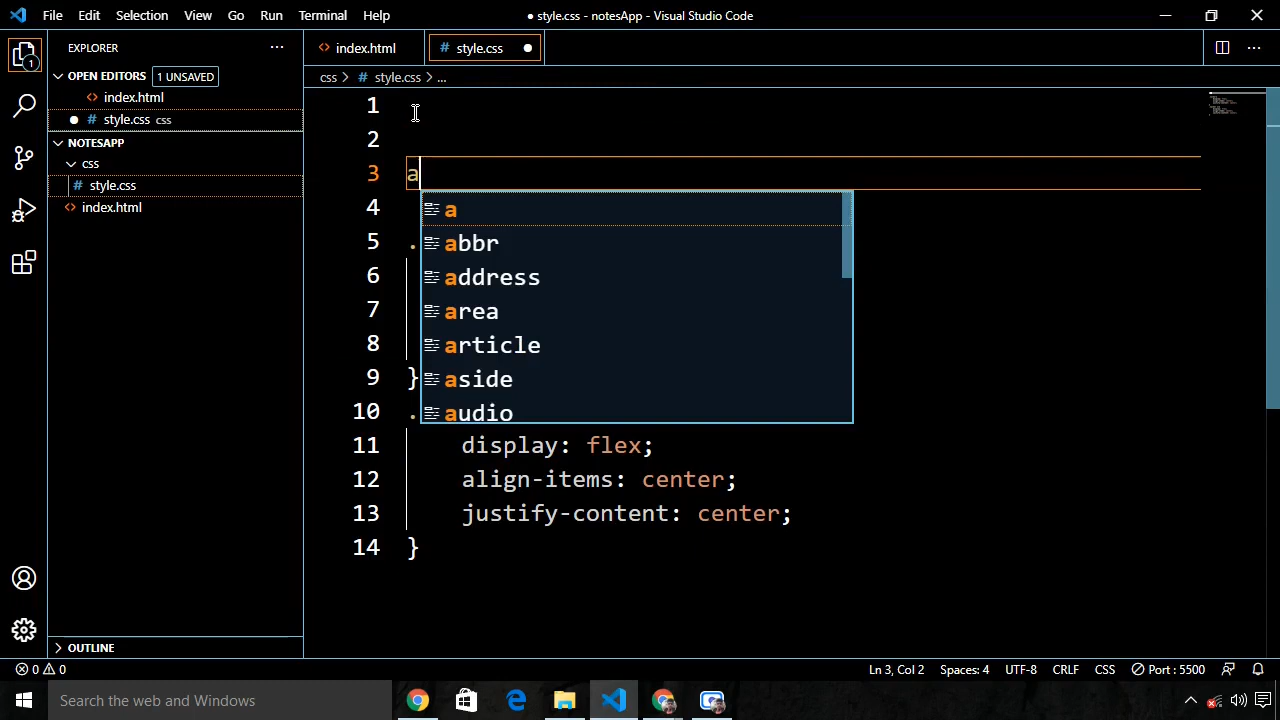 File Edit Selection View Go Run Terminal Help ● style.css - notesApp - Visual Studio Code
EXPLORER ···
<> index.html
# style.css ●
OPEN EDITORS 1 UNSAVED
<> index.html
● # style.css css
NOTESAPP
css
# style.css
<> index.html
OUTLINE
css > # style.css > ...
1
2
3 a
4
5 .
6
7
8
9 }
10 .
11 display: flex;
12 align-items: center;
13 justify-content: center;
14 }
a
abbr
address
area
article
aside
audio
1
0 0
Ln 3, Col 2 Spaces: 4 UTF-8 CRLF CSS Port : 5500
Search the web and Windows